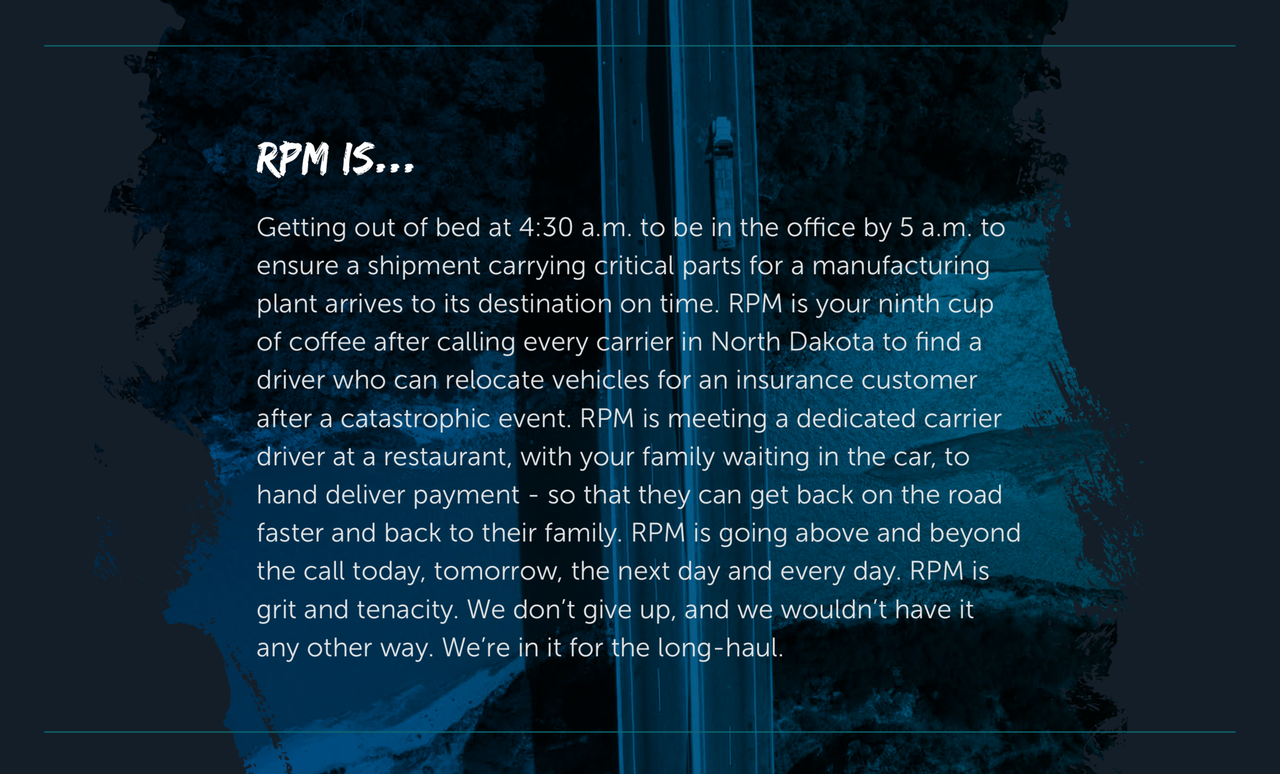 RPM IS...
Getting out of bed at 4:30 a.m. to be in the office by 5 a.m. to
ensure a shipment carrying critical parts for a manufacturing
plant arrives to its destination on time. RPM is your ninth cup
of coffee after calling every carrier in North Dakota to find a
driver who can relocate vehicles for an insurance customer
after a catastrophic event. RPM is meeting a dedicated carrier
driver at a restaurant, with your family waiting in the car, to
hand deliver payment - so that they can get back on the road
faster and back to their family. RPM is going above and beyond
the call today, tomorrow, the next day and every day. RPM is
grit and tenacity. We don’t give up, and we wouldn’t have it
any other way. We’re in it for the long-haul.